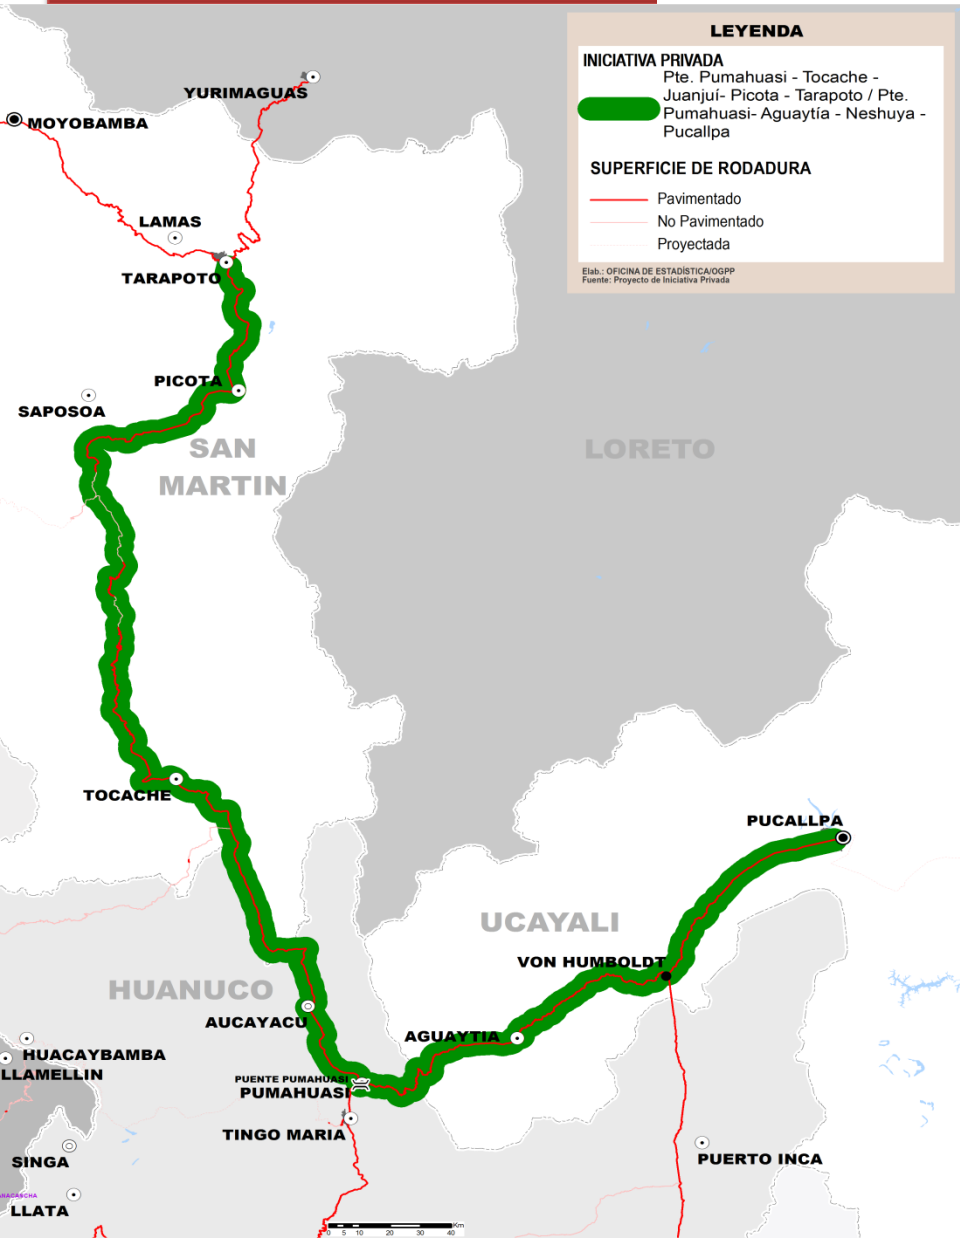 LEYENDA
INICIATIVA PRIVADA
Pte. Pumahuasi - Tocache -
Juanjuí- Picota - Tarapoto / Pte.
Pumahuasi- Aguaytía - Neshuya -
Pucallpa
SUPERFICIE DE RODADURA
Pavimentado
No Pavimentado
Proyectada
Elab.: OFICINA DE ESTADÍSTICA/OGPP
Fuente: Proyecto de Iniciativa Privada
YURIMAGUAS
MOYOBAMBA
LAMAS
TARAPOTO
PICOTA
SAPOSOA
SAN
MARTIN
LORETO
TOCACHE
PUCALLPA
UCAYALI
VON HUMBOLDT
HUANUCO
AUCAYACU
AGUAYTIA
HUACAYBAMBA
LLAMELLIN
PUENTE PUMAHUASI
PUMAHUASI
TINGO MARIA
SINGA
PUERTO INCA
LLATA
0 5 10 20 30 40 Km